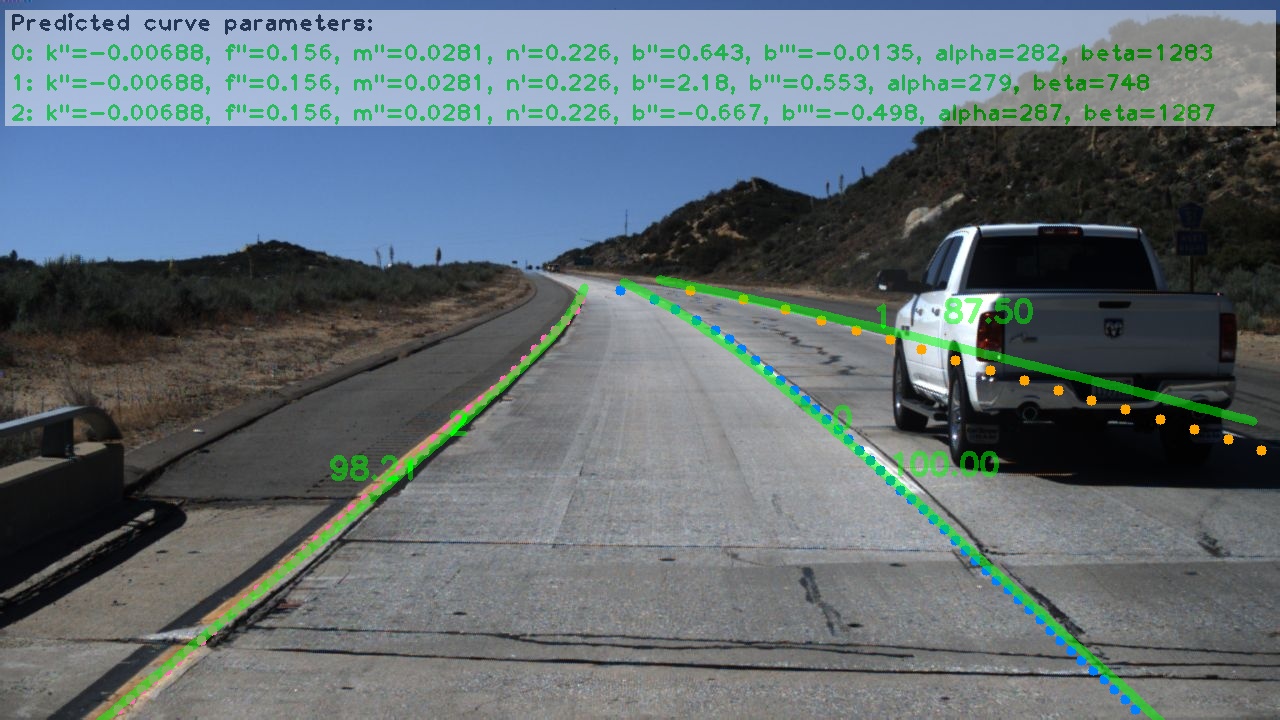 Predicted curve parameters:
0: k''=-0.00688, f''=0.156, m''=0.0281, n'=0.226, b''=0.643, b'''=-0.0135, alpha=282, beta=1283
1: k''=-0.00688, f''=0.156, m''=0.0281, n'=0.226, b''=2.18, b'''=0.553, alpha=279, beta=748
2: k''=-0.00688, f''=0.156, m''=0.0281, n'=0.226, b''=-0.667, b'''=-0.498, alpha=287, beta=1287
1 87.50
0
2
98.21
100.00